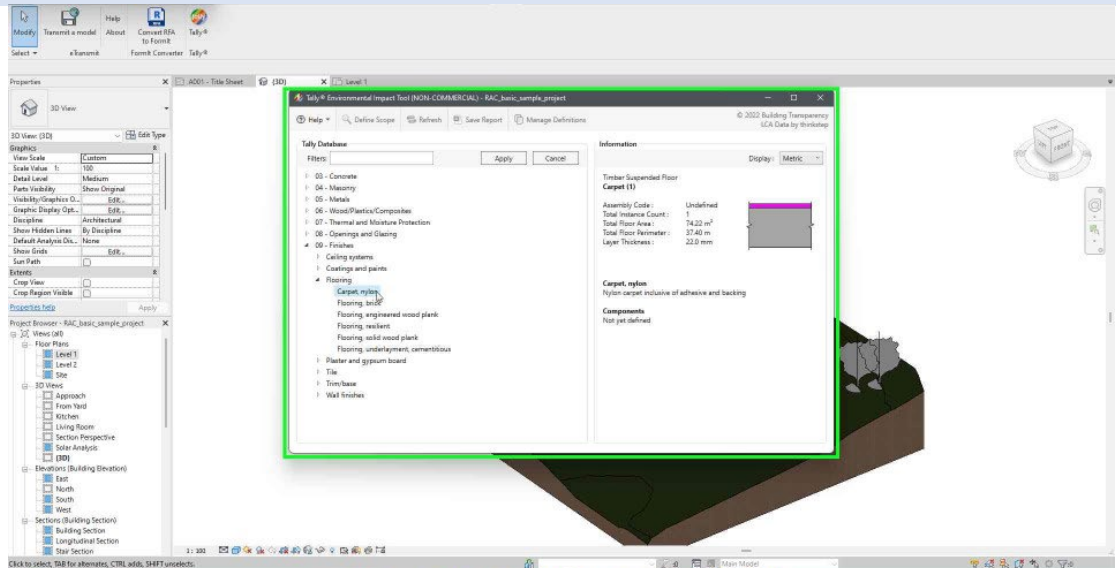 Modify
Transmit a model
Help
About
Convert RFA
to FormIt
Tally®
Select
eTransmit
FormIt Converter
Tally®
Properties
A001 - Title Sheet
{3D}
Level 1
3D View
3D View: {3D}
Edit Type
Graphics
View Scale Custom
Scale Value 1: 100
Detail Level Medium
Parts Visibility Show Original
Visibility/Graphics O... Edit...
Graphic Display Opt... Edit...
Discipline Architectural
Show Hidden Lines By Discipline
Default Analysis Dis... None
Show Grids Edit...
Sun Path
Extents
Crop View
Crop Region Visible
Properties help
Apply
Project Browser - RAC_basic_sample_project
Views (all)
Floor Plans
Level 1
Level 2
Site
3D Views
Approach
From Yard
Kitchen
Living Room
Section Perspective
Solar Analysis
{3D}
Elevations (Building Elevation)
East
North
South
West
Sections (Building Section)
Building Section
Longitudinal Section
Stair Section
Tally® Environmental Impact Tool (NON-COMMERCIAL) - RAC_basic_sample_project
Help
Define Scope
Refresh
Save Report
Manage Definitions
© 2022 Building Transparency
LCA Data by thinkstep
Tally Database
Filters:
Apply
Cancel
03 - Concrete
04 - Masonry
05 - Metals
06 - Wood/Plastics/Composites
07 - Thermal and Moisture Protection
08 - Openings and Glazing
09 - Finishes
Ceiling systems
Coatings and paints
Flooring
Carpet, nylon
Flooring, brick
Flooring, engineered wood plank
Flooring, resilient
Flooring, solid wood plank
Flooring, underlayment, cementitious
Plaster and gypsum board
Tile
Trim/base
Wall finishes
Information
Display: Metric
Timber Suspended Floor
Carpet (1)
Assembly Code: Undefined
Total Instance Count: 1
Total Floor Area: 74.22 m²
Total Floor Perimeter: 37.40 m
Layer Thickness: 22.0 mm
Carpet, nylon
Nylon carpet inclusive of adhesive and backing
Components
Not yet defined
TOP
FRONT
1 : 100
Click to select, TAB for alternates, CTRL adds, SHIFT unselects.
:0
Main Model